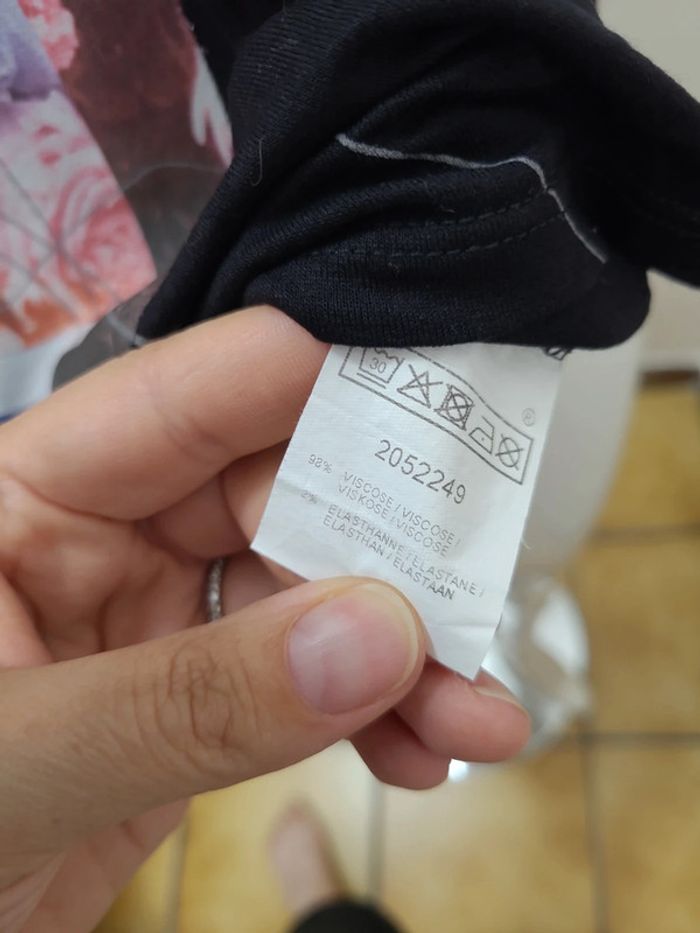 30
®
2052249
98% VISCOSE/VISCOSE/
VISKOSE/VISCOSE
2% ELASTHANNE/ELASTANE/
ELASTHAN/ELASTAAN